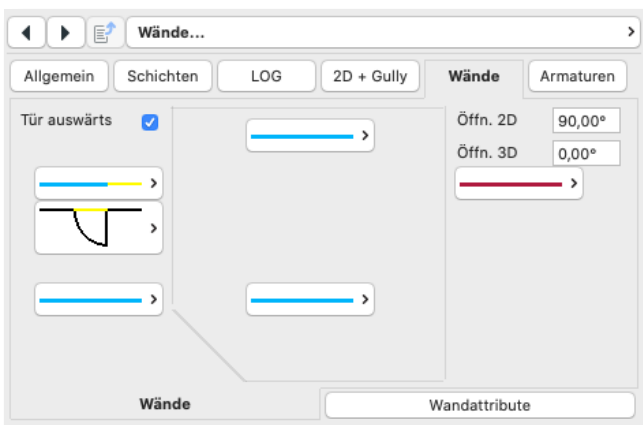 Wände...
Allgemein Schichten LOG 2D + Gully Wände Armaturen
Tür auswärts Öffn. 2D 90,00°
Öffn. 3D 0,00°
Wände Wandattribute